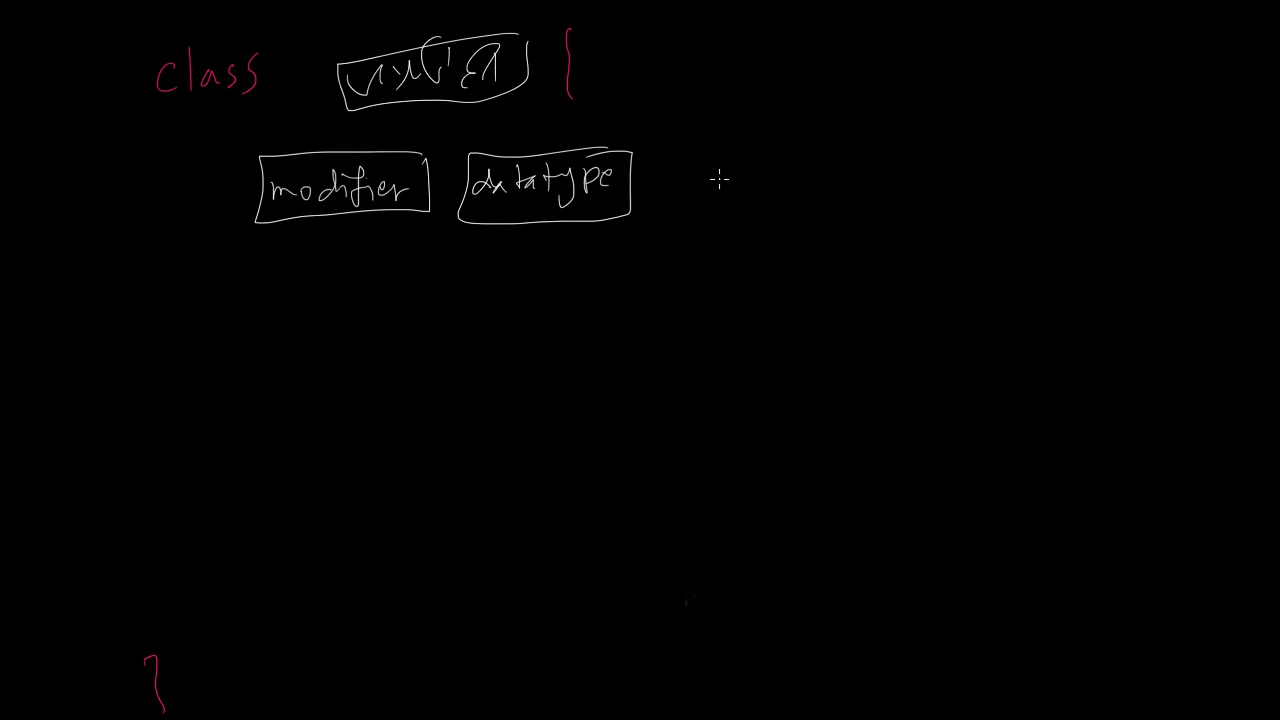 class {
modifier datatype
}